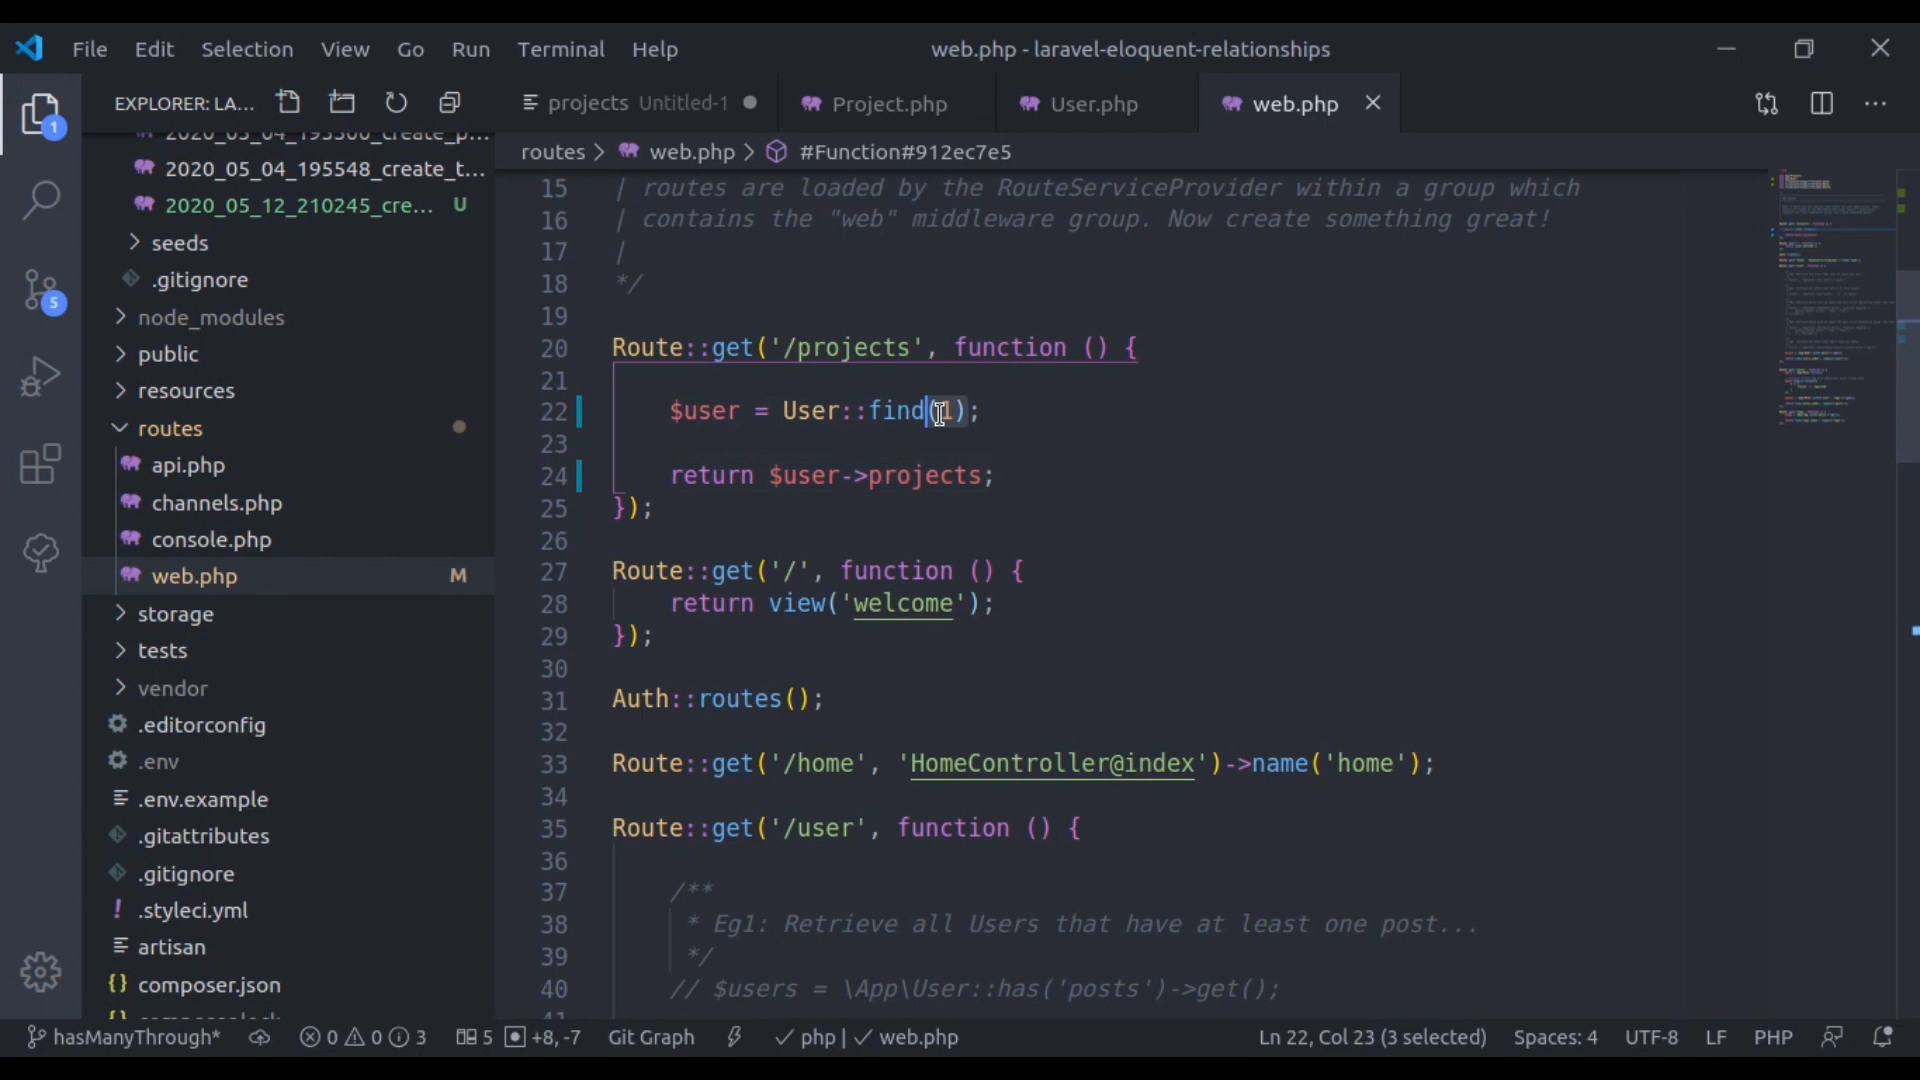 File Edit Selection View Go Run Terminal Help
web.php - laravel-eloquent-relationships
EXPLORER: LA...
projects Untitled-1
Project.php
User.php
web.php
routes > web.php > #Function#912ec7e5
2020_05_04_195548_create_t...
2020_05_12_210245_cre... U
seeds
.gitignore
node_modules
public
resources
routes
api.php
channels.php
console.php
web.php M
storage
tests
vendor
.editorconfig
.env
.env.example
.gitattributes
.gitignore
.styleci.yml
artisan
composer.json
1
5
15 | routes are loaded by the RouteServiceProvider within a group which
16 | contains the "web" middleware group. Now create something great!
17 |
18 */
19
20 Route::get('/projects', function () {
21
22 $user = User::find(1);
23
24 return $user->projects;
25 });
26
27 Route::get('/', function () {
28 return view('welcome');
29 });
30
31 Auth::routes();
32
33 Route::get('/home', 'HomeController@index')->name('home');
34
35 Route::get('/user', function () {
36
37 /**
38 * Eg1: Retrieve all Users that have at least one post...
39 */
40 // $users = \App\User::has('posts')->get();
hasManyThrough* 0 0 3 5 +8, -7 Git Graph php | web.php Ln 22, Col 23 (3 selected) Spaces: 4 UTF-8 LF PHP